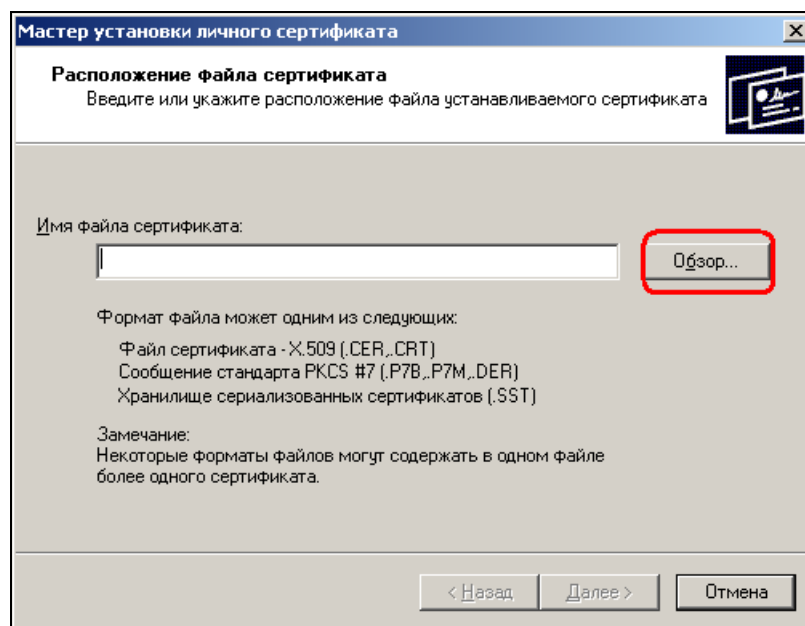 Мастер установки личного сертификата
Расположение файла сертификата
Введите или укажите расположение файла устанавливаемого сертификата
Имя файла сертификата:
Обзор...
Формат файла может одним из следующих:
Файл сертификата - X.509 (.CER,.CRT)
Сообщение стандарта PKCS #7 (.P7B,.P7M,.DER)
Хранилище сериализованных сертификатов (.SST)
Замечание:
Некоторые форматы файлов могут содержать в одном файле
более одного сертификата.
< Назад Далее > Отмена